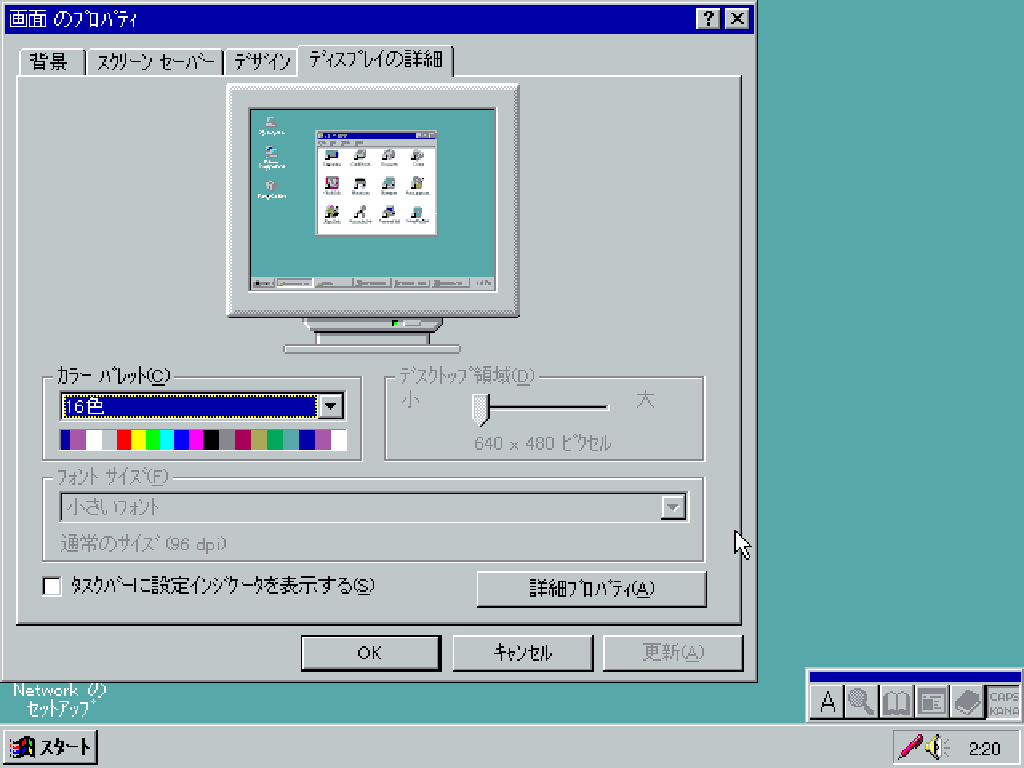 画面 のプロパティ
背景 スクリーン セーバー デザイン ディスプレイの詳細
カラー パレット(C)
16色
デスクトップ領域(D)
小 大
640 × 480 ピクセル
フォント サイズ(F)
小さいフォント
通常のサイズ (96 dpi)
タスクバーに設定インジケータを表示する(S)
詳細プロパティ(A)
OK キャンセル 更新(A)
Network の
セットアップ
A CAPS
KANA
スタート 2:20